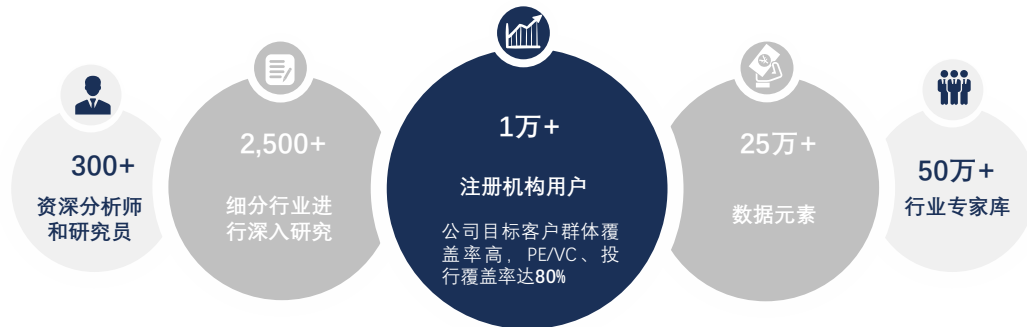 300+
资深分析师
和研究员
2,500+
细分行业进
行深入研究
1万+
注册机构用户
公司目标客户群体覆
盖率高，PE/VC、投
行覆盖率达80%
25万+
数据元素
50万+
行业专家库